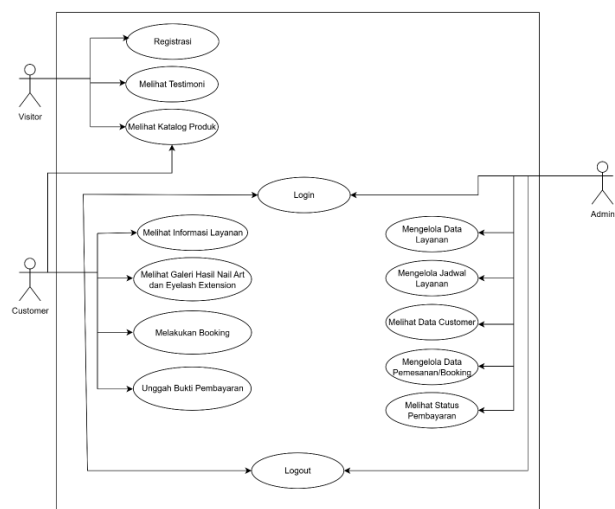 Registrasi
Melihat Testimoni
Visitor
Melihat Katalog Produk
Login
Admin
Melihat Informasi Layanan
Mengelola Data
Layanan
Melihat Galeri Hasil Nail Art
dan Eyelash Extension
Mengelola Jadwal
Layanan
Customer
Melakukan Booking
Melihat Data Customer
Unggah Bukti Pembayaran
Mengelola Data
Pemesanan/Booking
Melihat Status
Pembayaran
Logout